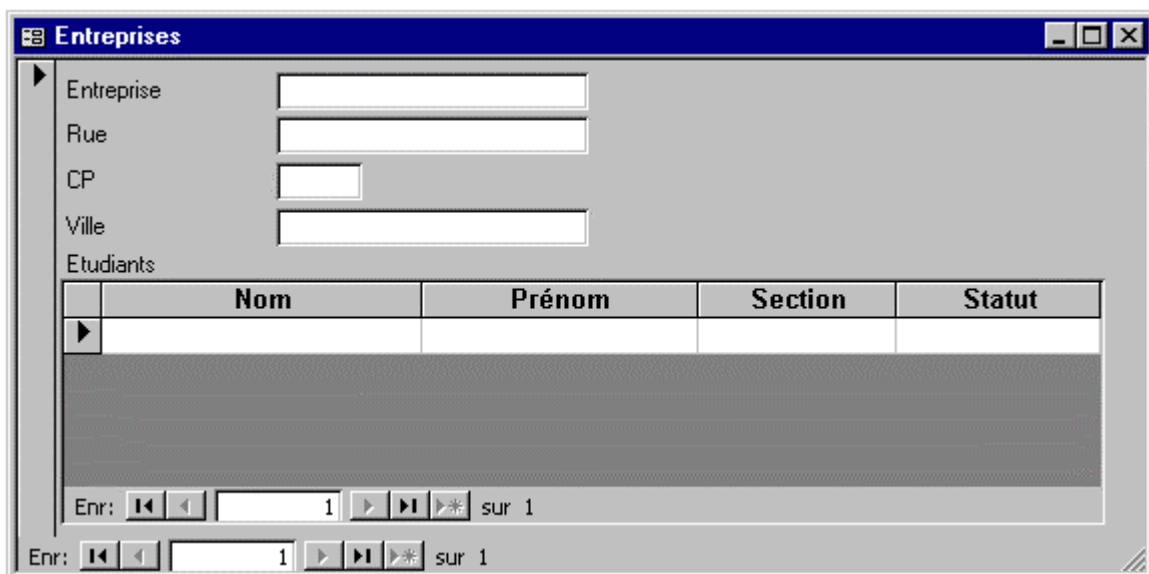 Entreprises
Entreprise
Rue
CP
Ville
Etudiants
Nom Prénom Section Statut
Enr: 1 sur 1
Enr: 1 sur 1